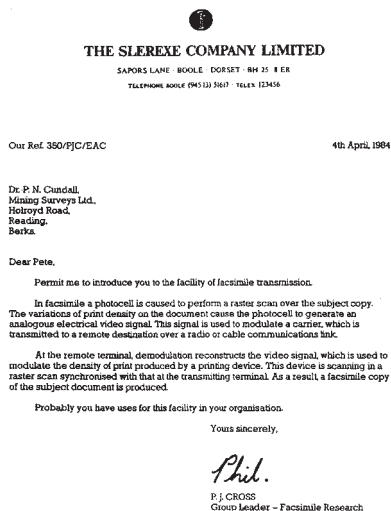 THE SLEREXE COMPANY LIMITED
SAPORS LANE · BOOLE · DORSET · BH 25 8 ER
TELEPHONE BOOLE (945 13) 51617 · TELEX 123456
Our Ref. 350/PJC/EAC 4th April, 1984
Dr. P. N. Cundall,
Mining Surveys Ltd.,
Holroyd Road,
Reading,
Berks.
Dear Pete,
Permit me to introduce you to the facility of facsimile transmission.
In facsimile a photocell is caused to perform a raster scan over the subject copy.
The variations of print density on the document cause the photocell to generate an
analogous electrical video signal. This signal is used to modulate a carrier, which is
transmitted to a remote destination over a radio or cable communications link.
At the remote terminal, demodulation reconstructs the video signal, which is used to
modulate the density of print produced by a printing device. This device is scanning in a
raster scan synchronised with that at the transmitting terminal. As a result, a facsimile copy
of the subject document is produced.
Probably you have uses for this facility in your organisation.
Yours sincerely,
Phil.
P. J. CROSS
Group Leader – Facsimile Research